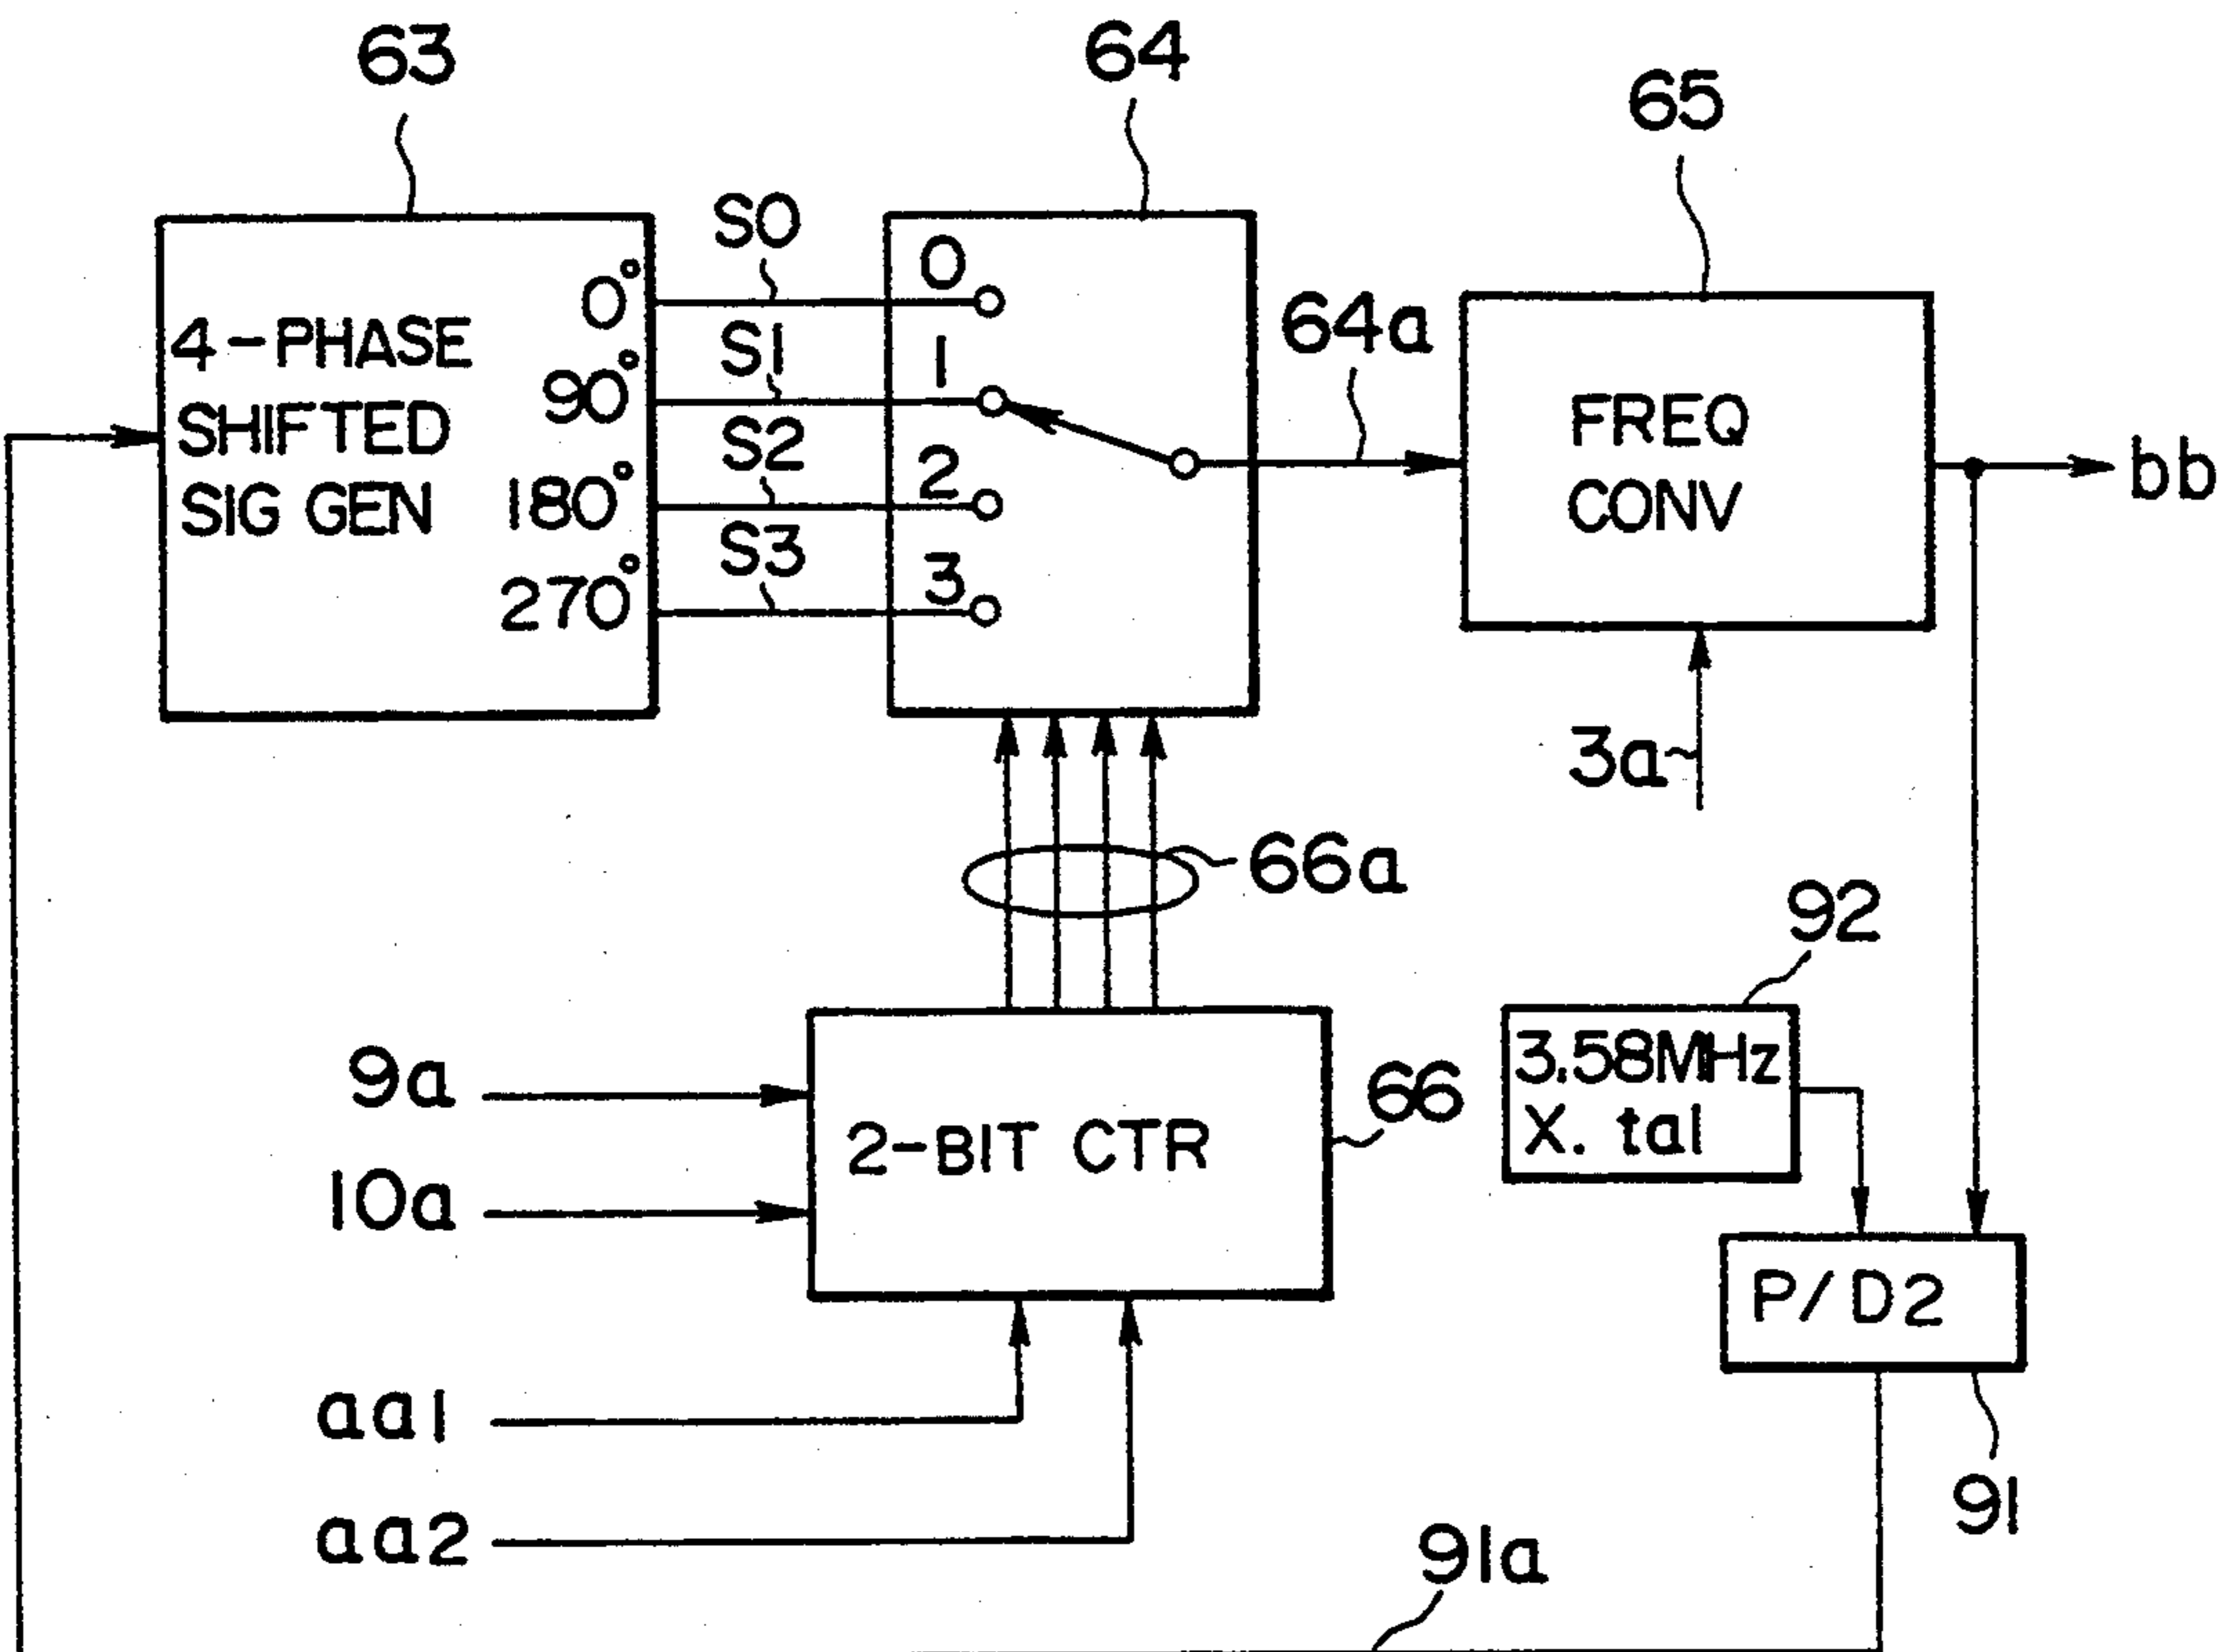 63
64
65
4-PHASE
SHIFTED
SIG GEN
0°
90°
180°
270°
S0
S1
S2
S3
0
1
2
3
64a
FREQ
CONV
bb
3a
66a
92
3.58MHz
X. tal
9a
10a
2-BIT CTR
66
P/D2
aa1
aa2
91
91a